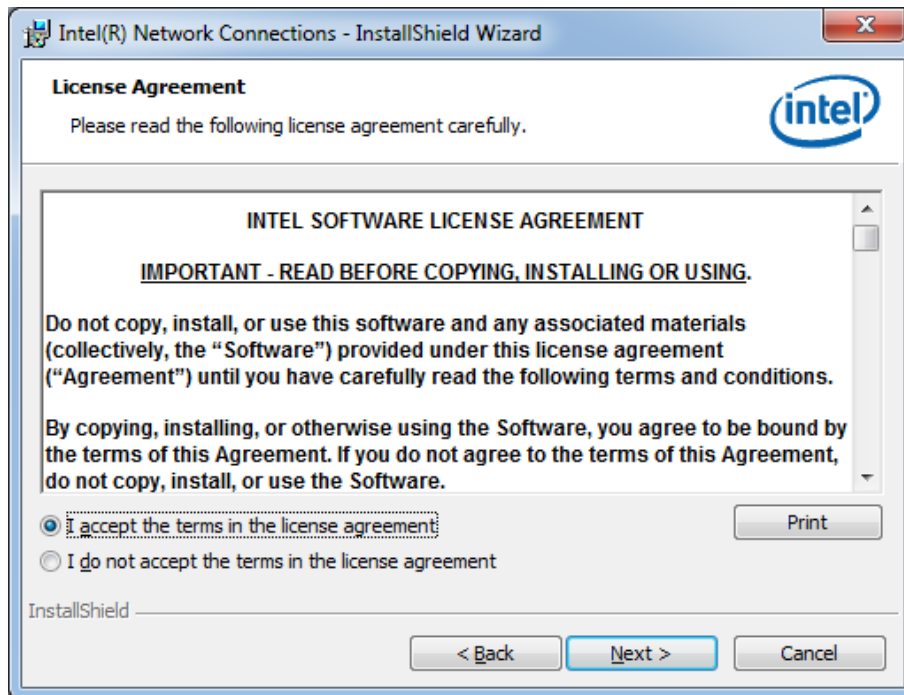 Intel(R) Network Connections - InstallShield Wizard
License Agreement
Please read the following license agreement carefully.
intel
INTEL SOFTWARE LICENSE AGREEMENT
IMPORTANT - READ BEFORE COPYING, INSTALLING OR USING.
Do not copy, install, or use this software and any associated materials
(collectively, the “Software”) provided under this license agreement
(“Agreement”) until you have carefully read the following terms and conditions.
By copying, installing, or otherwise using the Software, you agree to be bound by
the terms of this Agreement. If you do not agree to the terms of this Agreement,
do not copy, install, or use the Software.
I accept the terms in the license agreement
Print
I do not accept the terms in the license agreement
InstallShield
< Back
Next >
Cancel